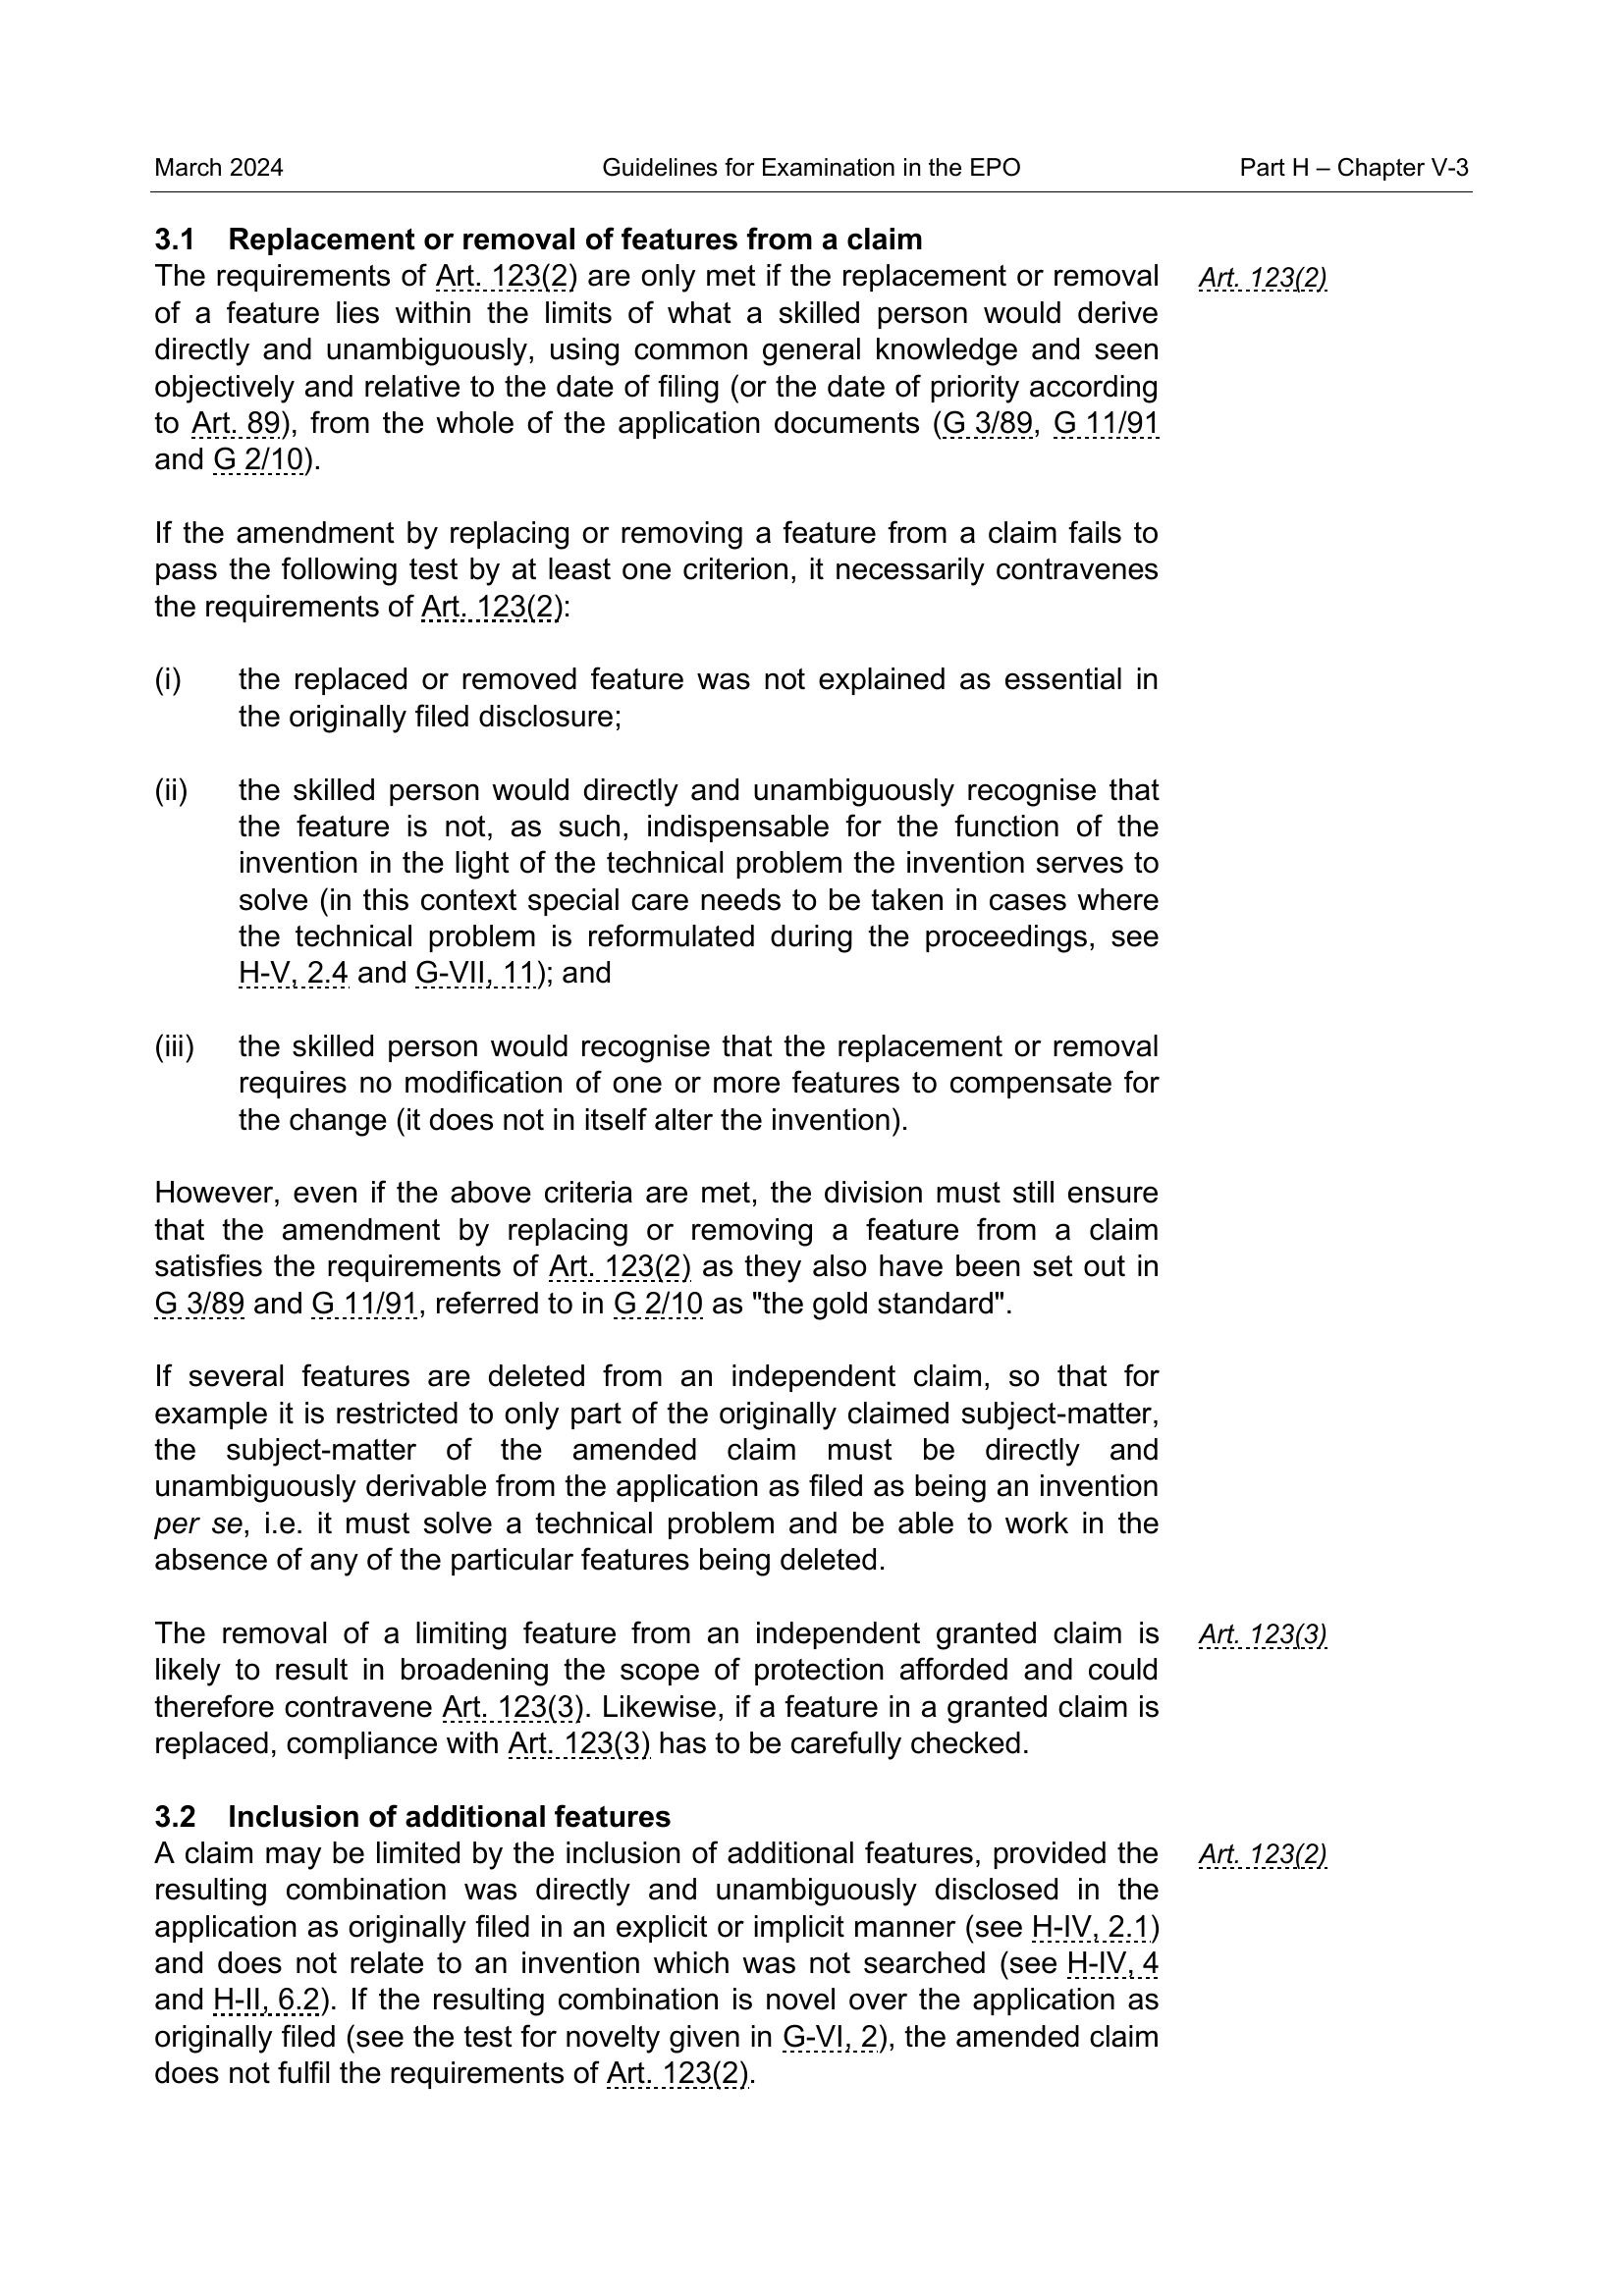 March 2024 Guidelines for Examination in the EPO Part H – Chapter V-3
3.1 Replacement or removal of features from a claim
The requirements of Art. 123(2) are only met if the replacement or removal Art. 123(2)
of a feature lies within the limits of what a skilled person would derive
directly and unambiguously, using common general knowledge and seen
objectively and relative to the date of filing (or the date of priority according
to Art. 89), from the whole of the application documents (G 3/89, G 11/91
and G 2/10).
If the amendment by replacing or removing a feature from a claim fails to
pass the following test by at least one criterion, it necessarily contravenes
the requirements of Art. 123(2):
(i) the replaced or removed feature was not explained as essential in
the originally filed disclosure;
(ii) the skilled person would directly and unambiguously recognise that
the feature is not, as such, indispensable for the function of the
invention in the light of the technical problem the invention serves to
solve (in this context special care needs to be taken in cases where
the technical problem is reformulated during the proceedings, see
H-V, 2.4 and G-VII, 11); and
(iii) the skilled person would recognise that the replacement or removal
requires no modification of one or more features to compensate for
the change (it does not in itself alter the invention).
However, even if the above criteria are met, the division must still ensure
that the amendment by replacing or removing a feature from a claim
satisfies the requirements of Art. 123(2) as they also have been set out in
G 3/89 and G 11/91, referred to in G 2/10 as "the gold standard".
If several features are deleted from an independent claim, so that for
example it is restricted to only part of the originally claimed subject-matter,
the subject-matter of the amended claim must be directly and
unambiguously derivable from the application as filed as being an invention
per se, i.e. it must solve a technical problem and be able to work in the
absence of any of the particular features being deleted.
The removal of a limiting feature from an independent granted claim is Art. 123(3)
likely to result in broadening the scope of protection afforded and could
therefore contravene Art. 123(3). Likewise, if a feature in a granted claim is
replaced, compliance with Art. 123(3) has to be carefully checked.
3.2 Inclusion of additional features
A claim may be limited by the inclusion of additional features, provided the Art. 123(2)
resulting combination was directly and unambiguously disclosed in the
application as originally filed in an explicit or implicit manner (see H-IV, 2.1)
and does not relate to an invention which was not searched (see H-IV, 4
and H-II, 6.2). If the resulting combination is novel over the application as
originally filed (see the test for novelty given in G-VI, 2), the amended claim
does not fulfil the requirements of Art. 123(2).